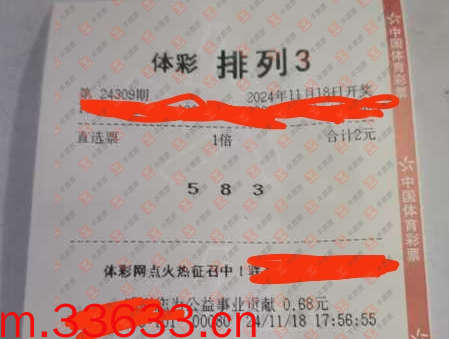 体彩 排列3
第 24309期 2024年11月18日开奖
直选票 1倍 合计2元
5 8 3
体彩网点火热征召中！
为公益事业贡献 0.68元
24/11/18 17:56:55
m.33633.cn
中国体育彩票
中国体育彩票